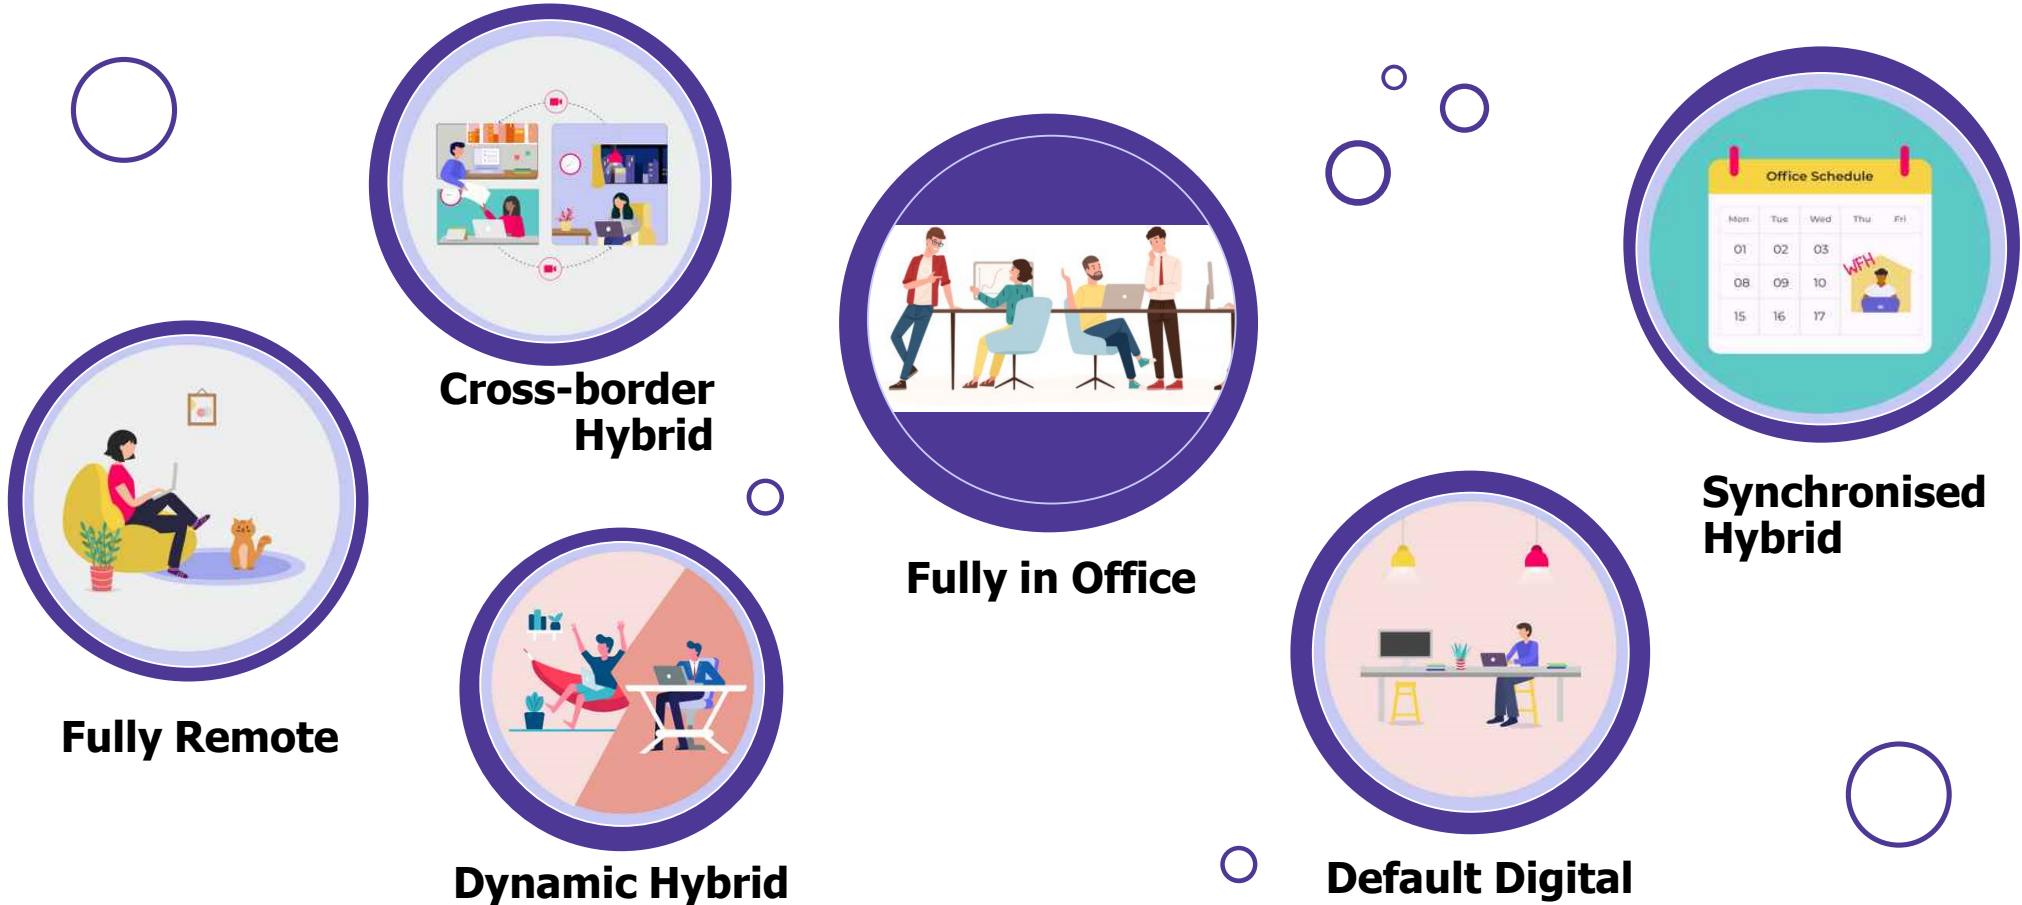 Cross-border
Hybrid
Office Schedule
Mon Tue Wed Thu Fri
01 02 03
WFH
08 09 10
15 16 17
Synchronised
Hybrid
Fully in Office
Fully Remote
Dynamic Hybrid
Default Digital